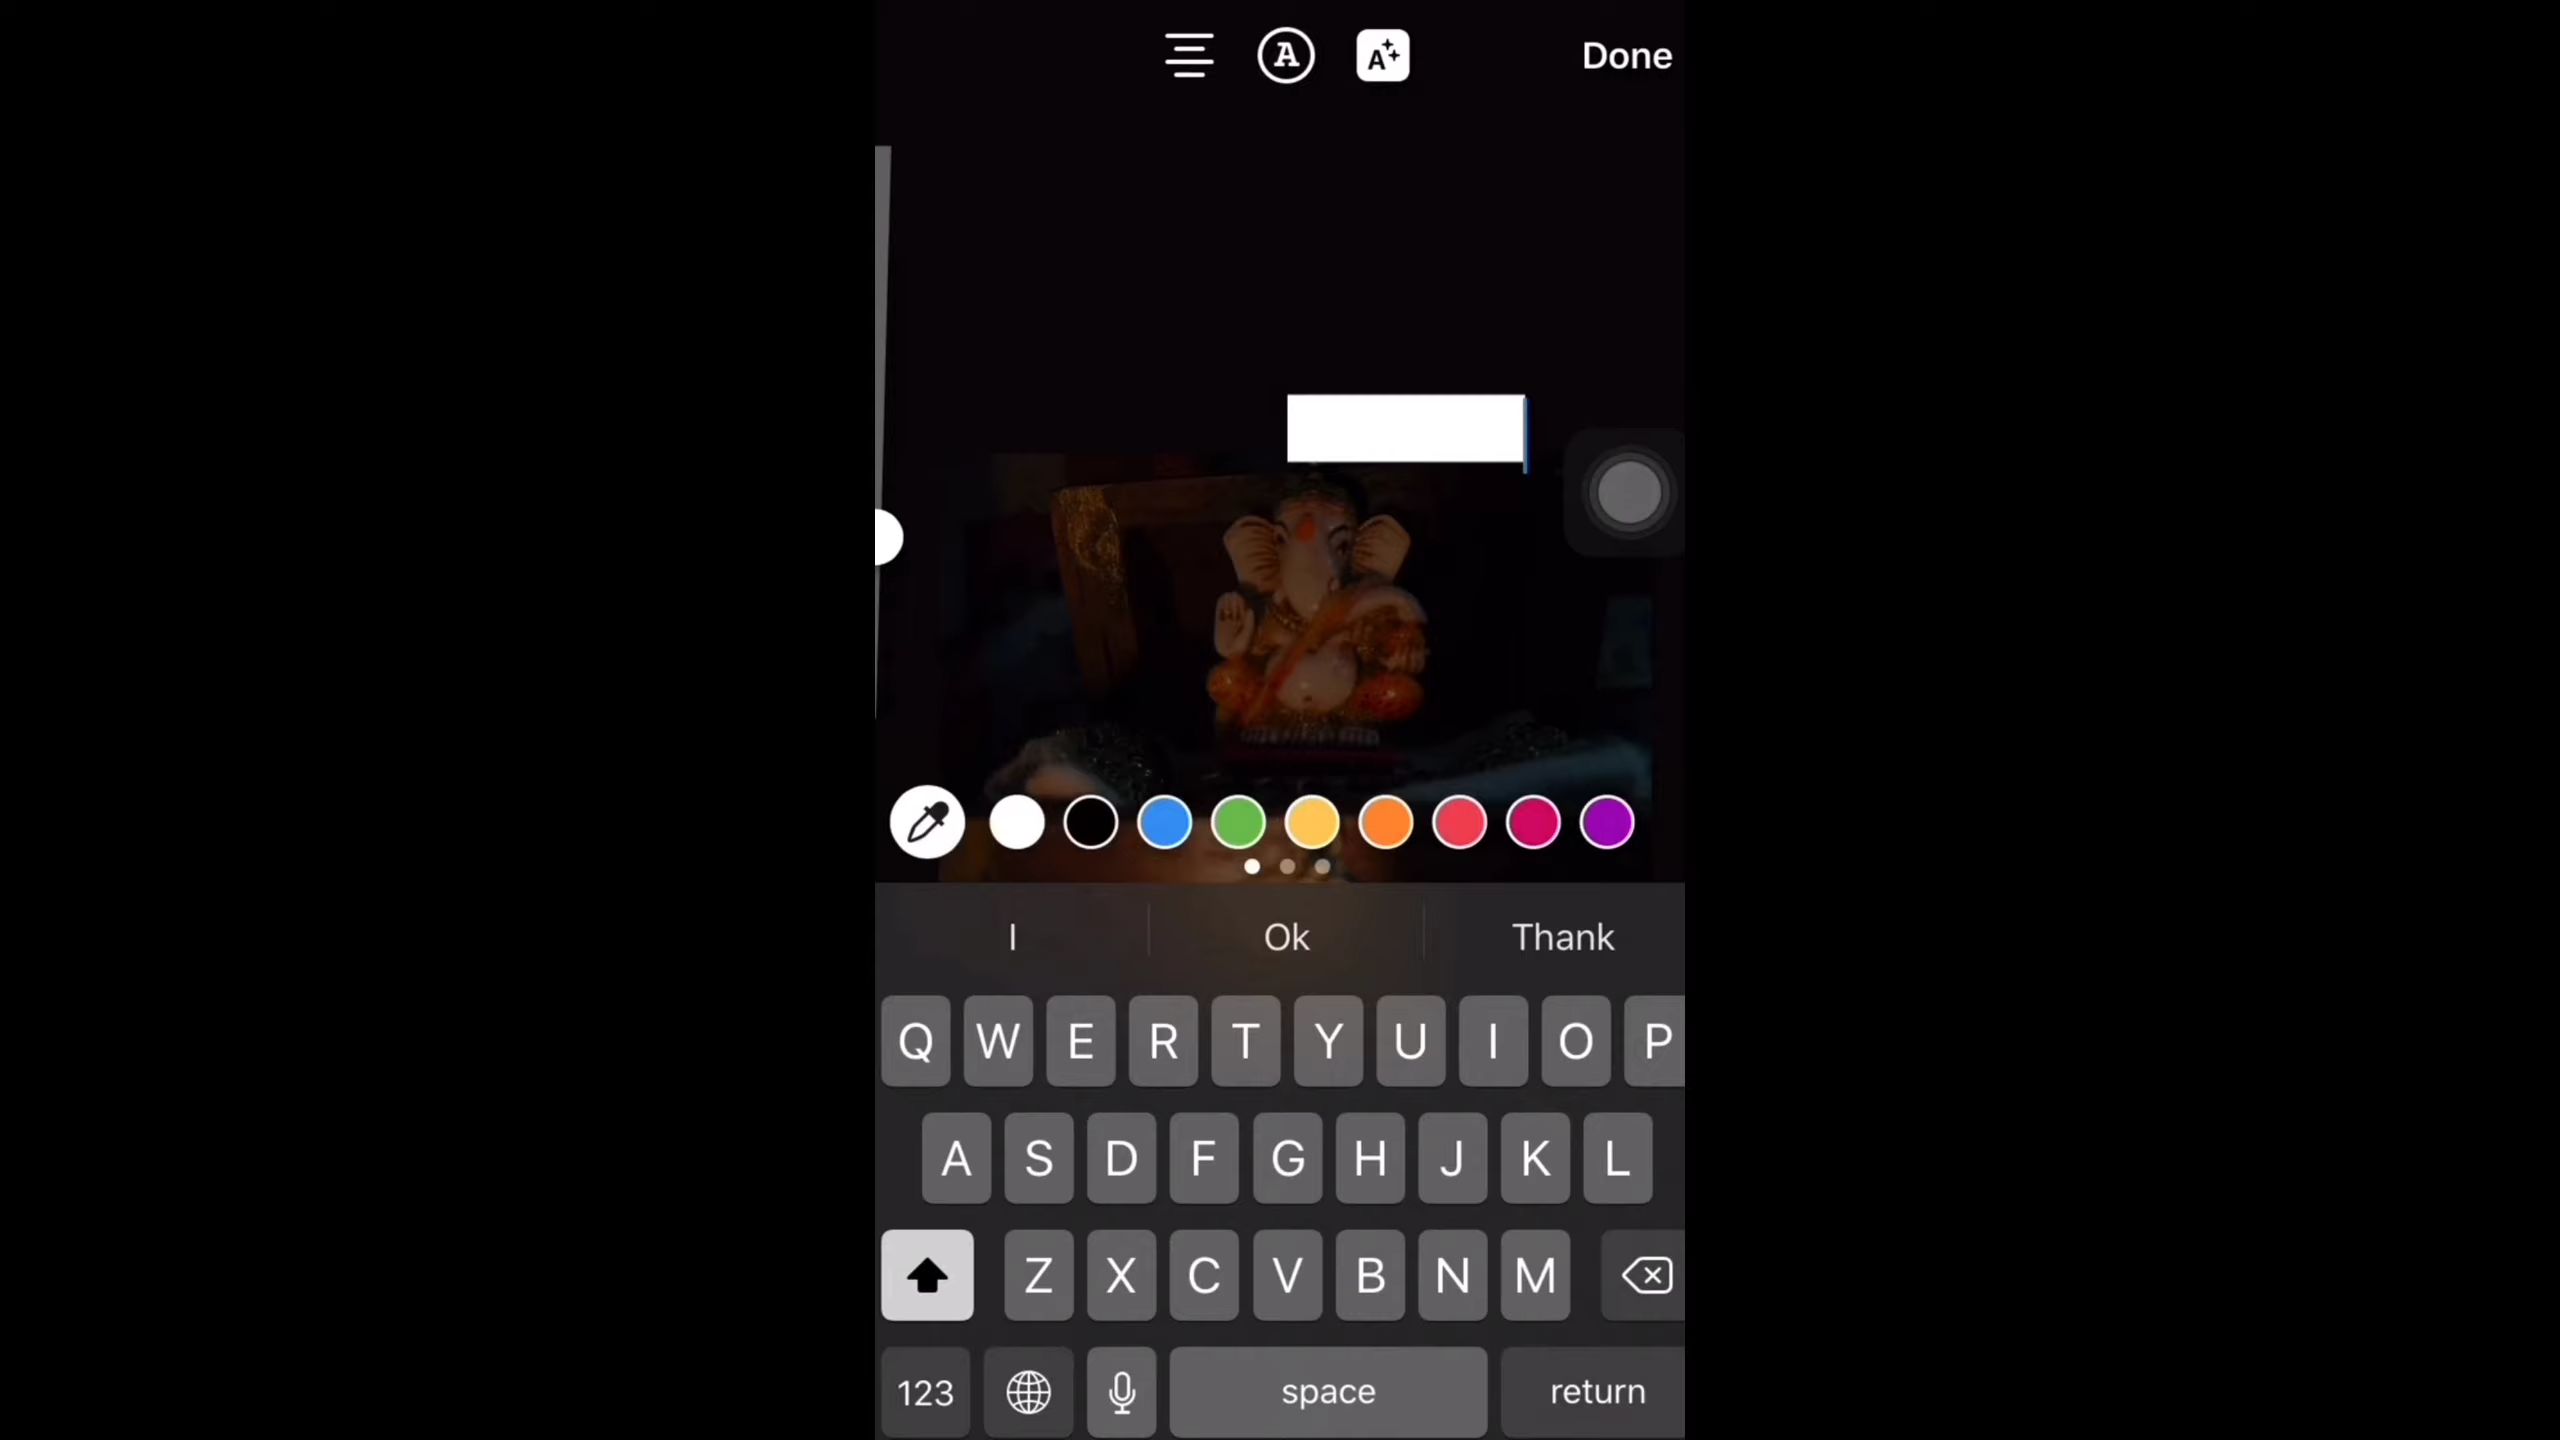 A A Done
I Ok Thank
Q W E R T Y U I O P
A S D F G H J K L
Z X C V B N M
123 space return